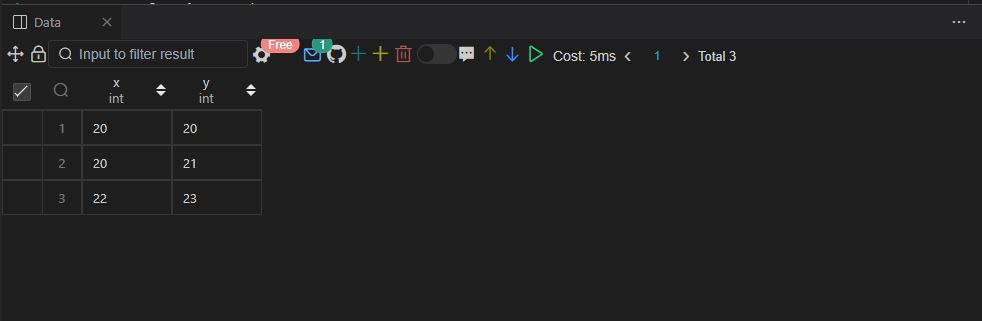 Data
Input to filter result Free 1 Cost: 5ms 1 Total 3
x y
int int
1 20 20
2 20 21
3 22 23